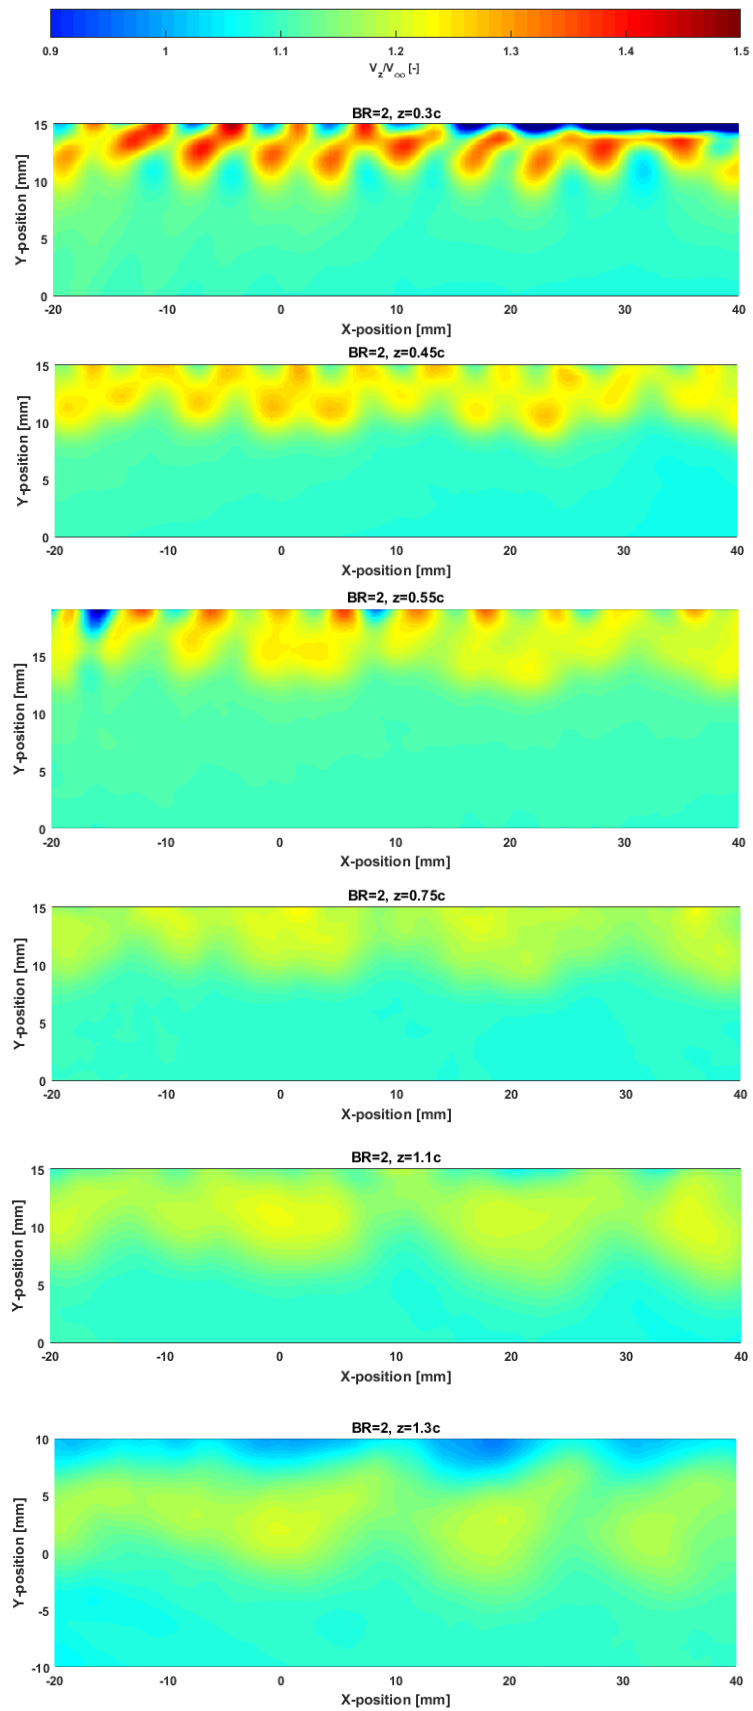 0.9 1 1.1 1.2 1.3 1.4 1.5
Vz/V∞ [-]
BR=2, z=0.3c
15
10
5
0
Y-position [mm]
-20 -10 0 10 20 30 40
X-position [mm]
BR=2, z=0.45c
15
10
5
0
Y-position [mm]
-20 -10 0 10 20 30 40
X-position [mm]
BR=2, z=0.55c
15
10
5
0
Y-position [mm]
-20 -10 0 10 20 30 40
X-position [mm]
BR=2, z=0.75c
15
10
5
0
Y-position [mm]
-20 -10 0 10 20 30 40
X-position [mm]
BR=2, z=1.1c
15
10
5
0
Y-position [mm]
-20 -10 0 10 20 30 40
X-position [mm]
BR=2, z=1.3c
10
5
0
-5
-10
Y-position [mm]
-20 -10 0 10 20 30 40
X-position [mm]